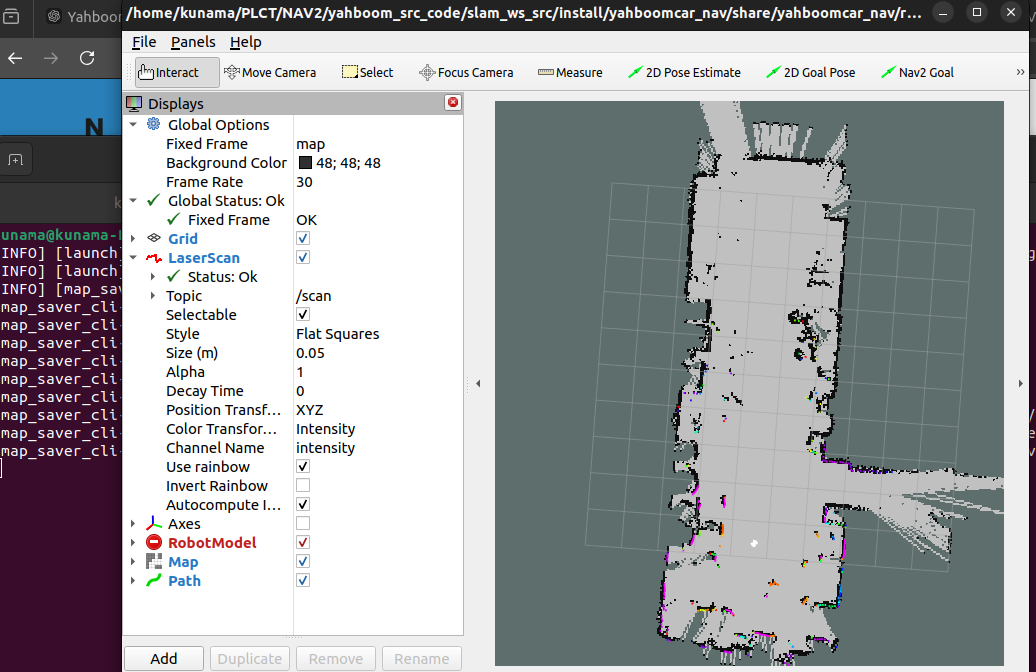 Yahboom
/home/kunama/PLCT/NAV2/yahboom_src_code/slam_ws_src/install/yahboomcar_nav/share/yahboomcar_nav/r...
File Panels Help
Interact Move Camera Select Focus Camera Measure 2D Pose Estimate 2D Goal Pose Nav2 Goal »
Displays
Global Options
Fixed Frame map
Background Color 48; 48; 48
Frame Rate 30
Global Status: Ok
Fixed Frame OK
Grid
LaserScan
Status: Ok
Topic /scan
Selectable
Style Flat Squares
Size (m) 0.05
Alpha 1
Decay Time 0
Position Transf... XYZ
Color Transfor... Intensity
Channel Name intensity
Use rainbow
Invert Rainbow
Autocompute I...
Axes
RobotModel
Map
Path
Add Duplicate Remove Rename
N
k
unama@kunama-
INFO] [launch]
INFO] [launch]
INFO] [map_sav
map_saver_cli-
map_saver_cli-
map_saver_cli-
map_saver_cli-
map_saver_cli-
map_saver_cli-
map_saver_cli-
map_saver_cli-
map_saver_cli-